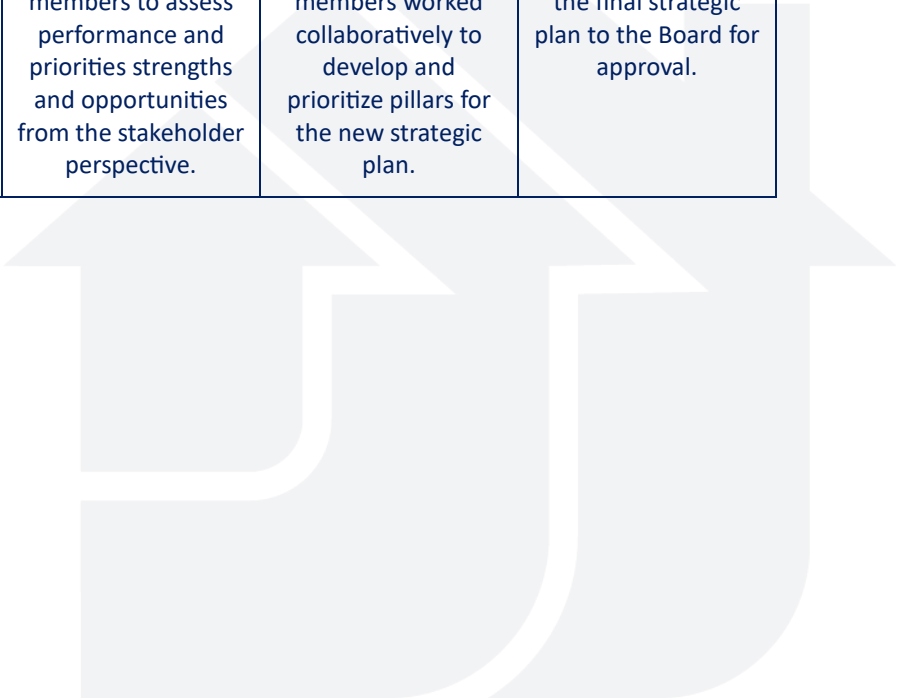 members to assess
performance and
priorities strengths
and opportunities
from the stakeholder
perspective.
members worked
collaboratively to
develop and
prioritize pillars for
the new strategic
plan.
the final strategic
plan to the Board for
approval.